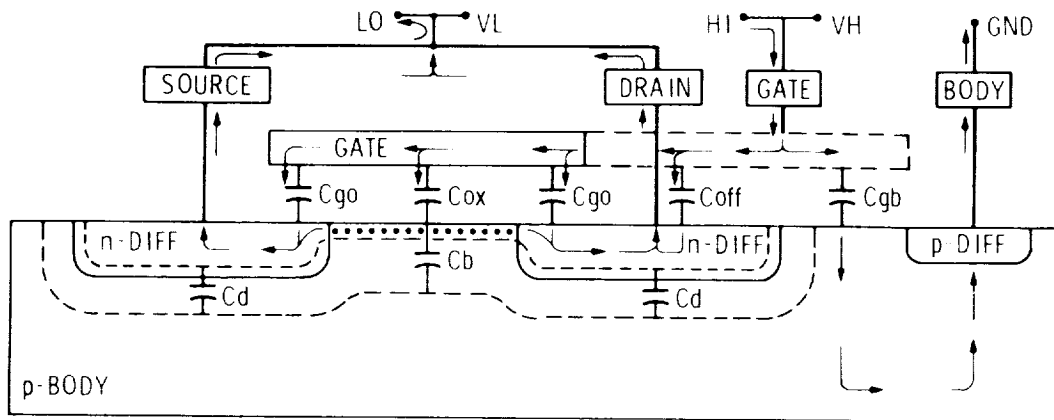 LO VL HI VH GND
SOURCE DRAIN GATE BODY
GATE
Cgo Cox Cgo Coff Cgb
n-DIFF n-DIFF p-DIFF
Cb
Cd Cd
p-BODY